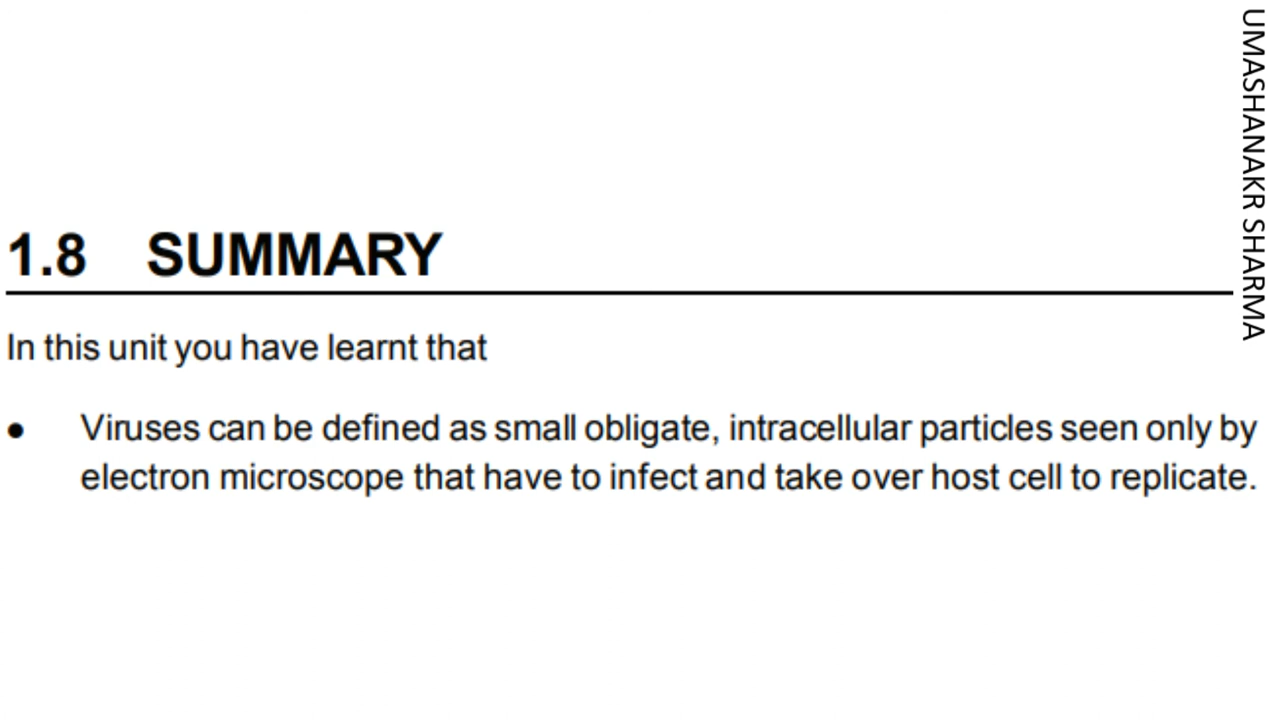 UMASHANAKR SHARMA
1.8 SUMMARY
In this unit you have learnt that
● Viruses can be defined as small obligate, intracellular particles seen only by
electron microscope that have to infect and take over host cell to replicate.